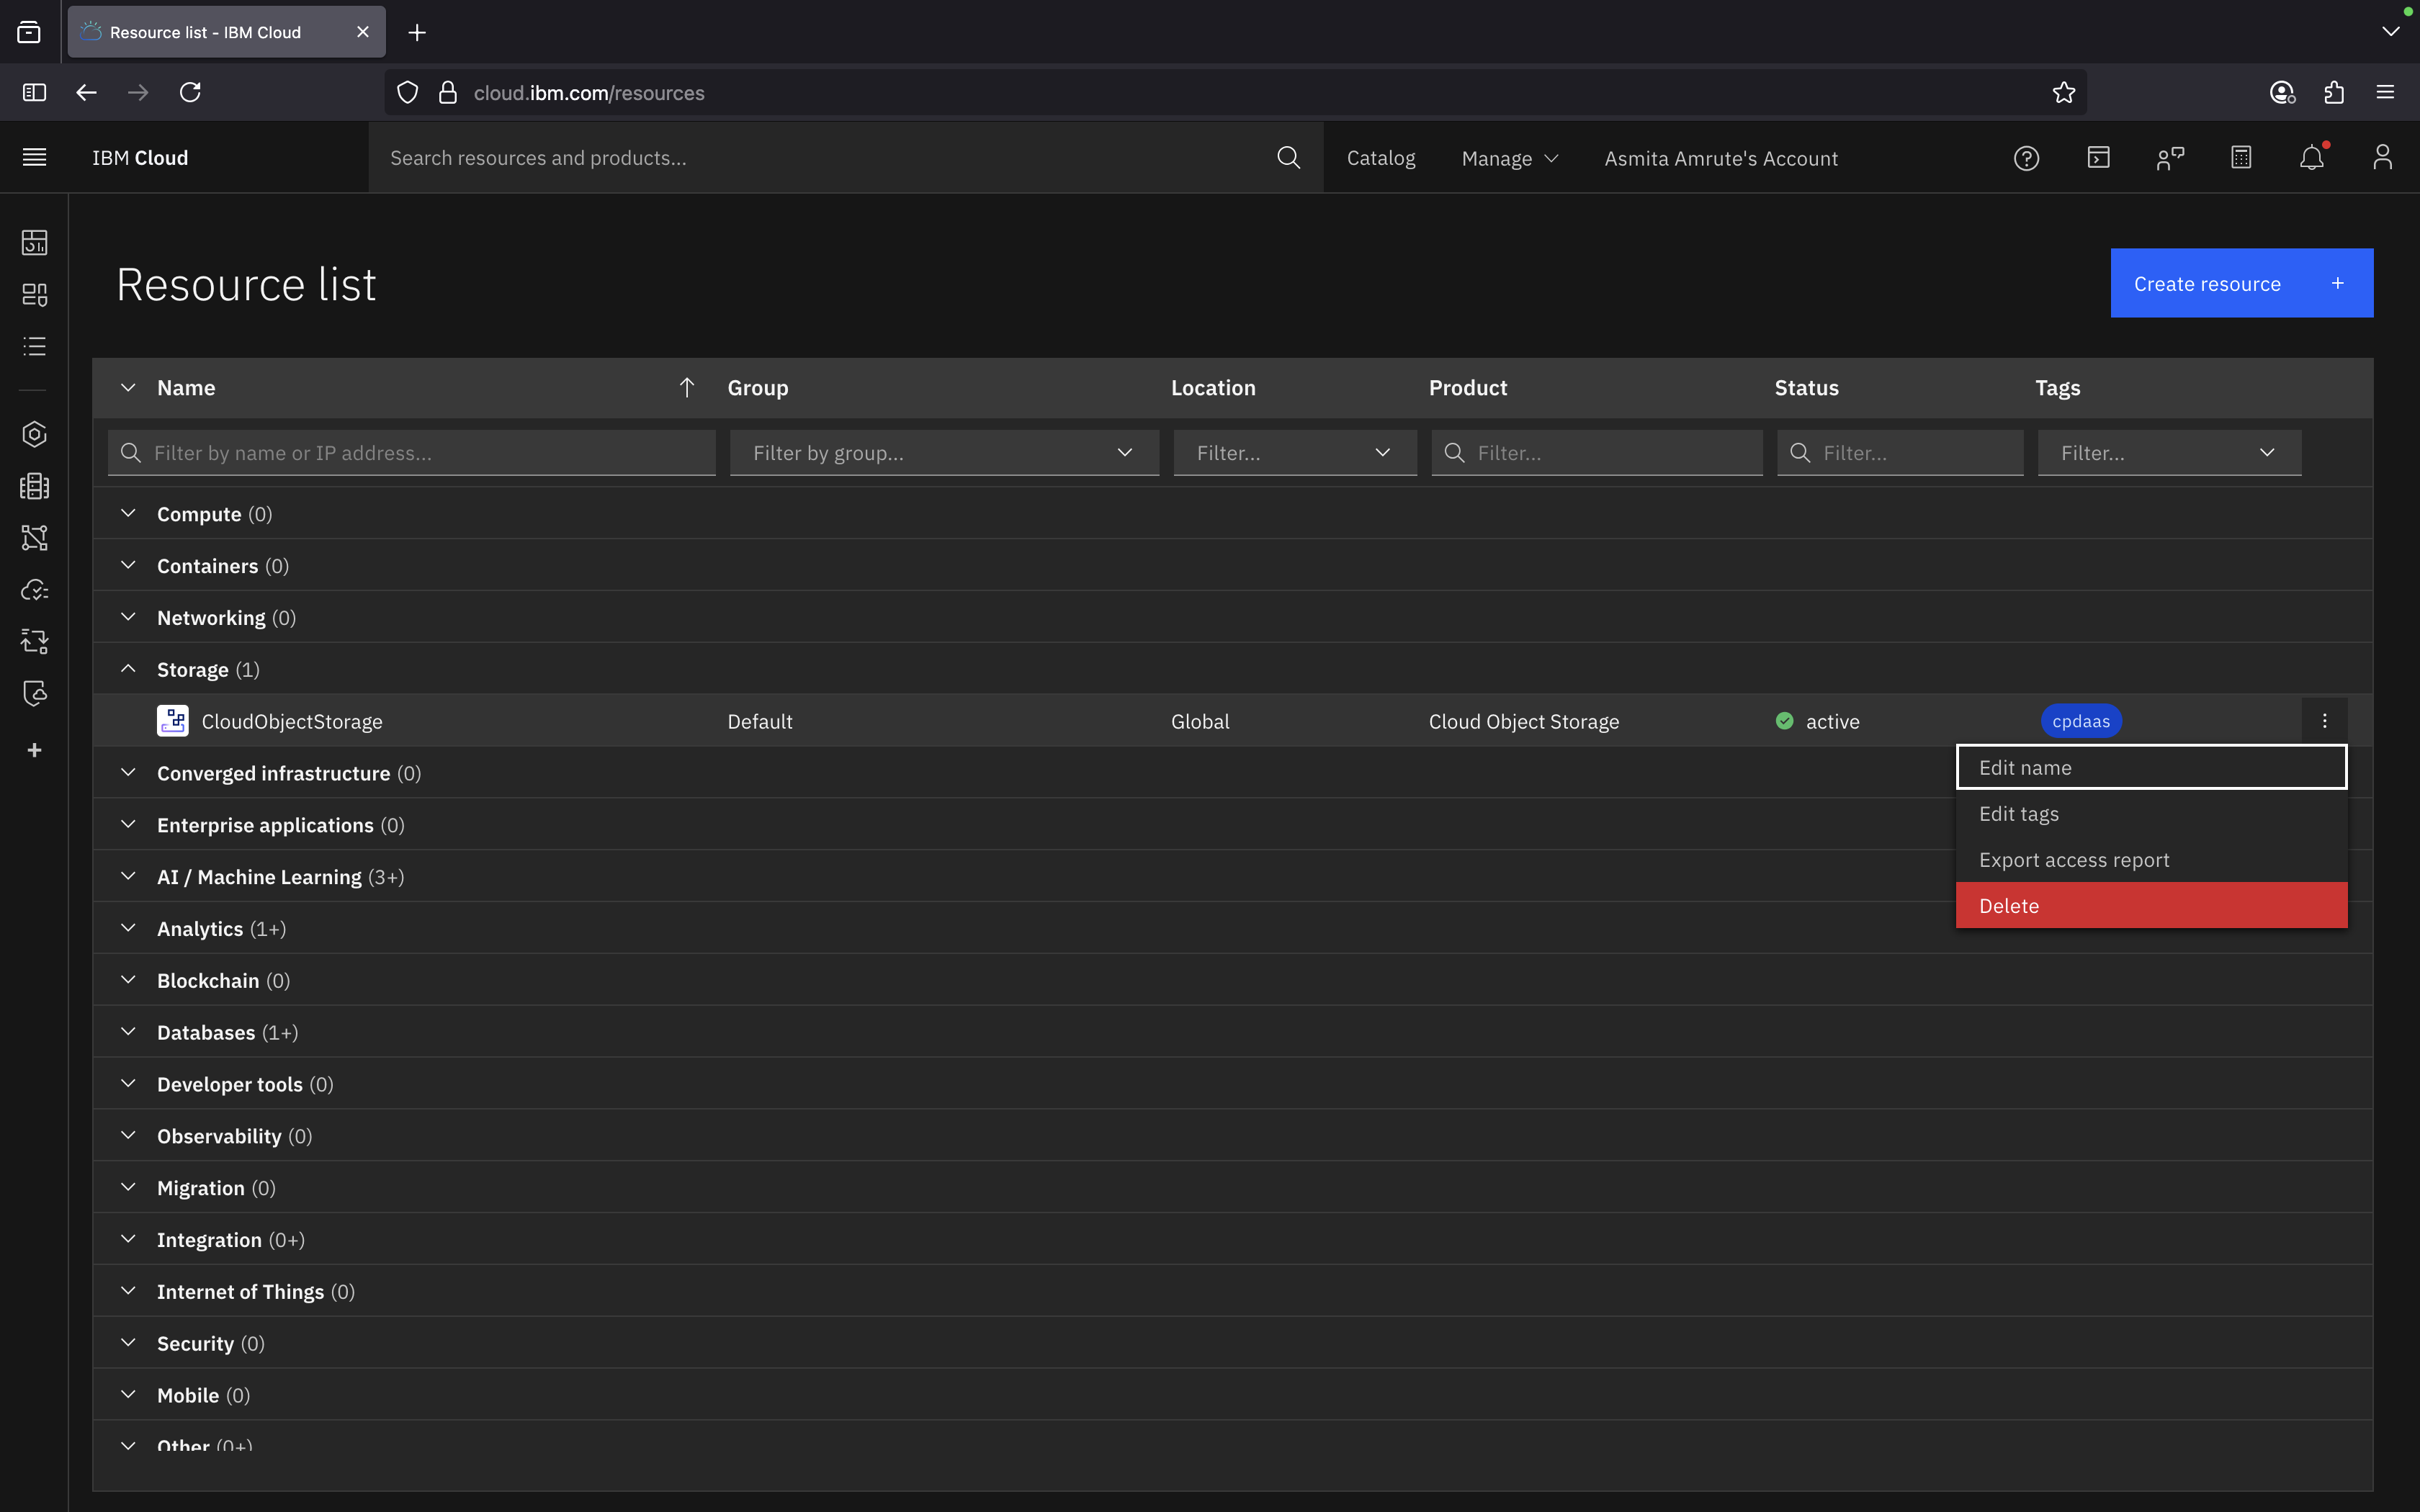 Resource list - IBM Cloud
cloud.ibm.com/resources
IBM Cloud
Search resources and products...
Catalog
Manage
Asmita Amrute's Account
Resource list
Create resource
Name
Group
Location
Product
Status
Tags
Filter by name or IP address...
Filter by group...
Filter...
Filter...
Filter...
Filter...
Compute (0)
Containers (0)
Networking (0)
Storage (1)
CloudObjectStorage
Default
Global
Cloud Object Storage
active
cpdaas
Edit name
Edit tags
Export access report
Delete
Converged infrastructure (0)
Enterprise applications (0)
AI / Machine Learning (3+)
Analytics (1+)
Blockchain (0)
Databases (1+)
Developer tools (0)
Observability (0)
Migration (0)
Integration (0+)
Internet of Things (0)
Security (0)
Mobile (0)
Other (0+)